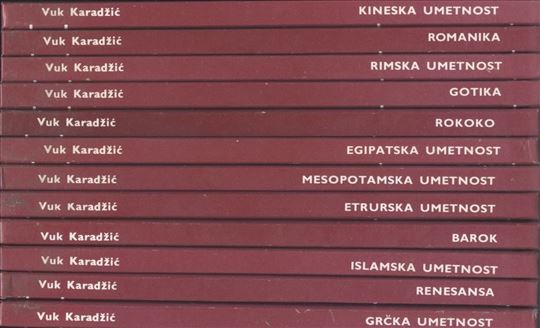 Vuk Karadžić KINESKA UMETNOST
Vuk Karadžić ROMANIKA
Vuk Karadžić RIMSKA UMETNOST
Vuk Karadžić GOTIKA
Vuk Karadžić ROKOKO
Vuk Karadžić EGIPATSKA UMETNOST
Vuk Karadžić MESOPOTAMSKA UMETNOST
Vuk Karadžić ETRURSKA UMETNOST
Vuk Karadžić BAROK
Vuk Karadžić ISLAMSKA UMETNOST
Vuk Karadžić RENESANSA
Vuk Karadžić GRČKA UMETNOST